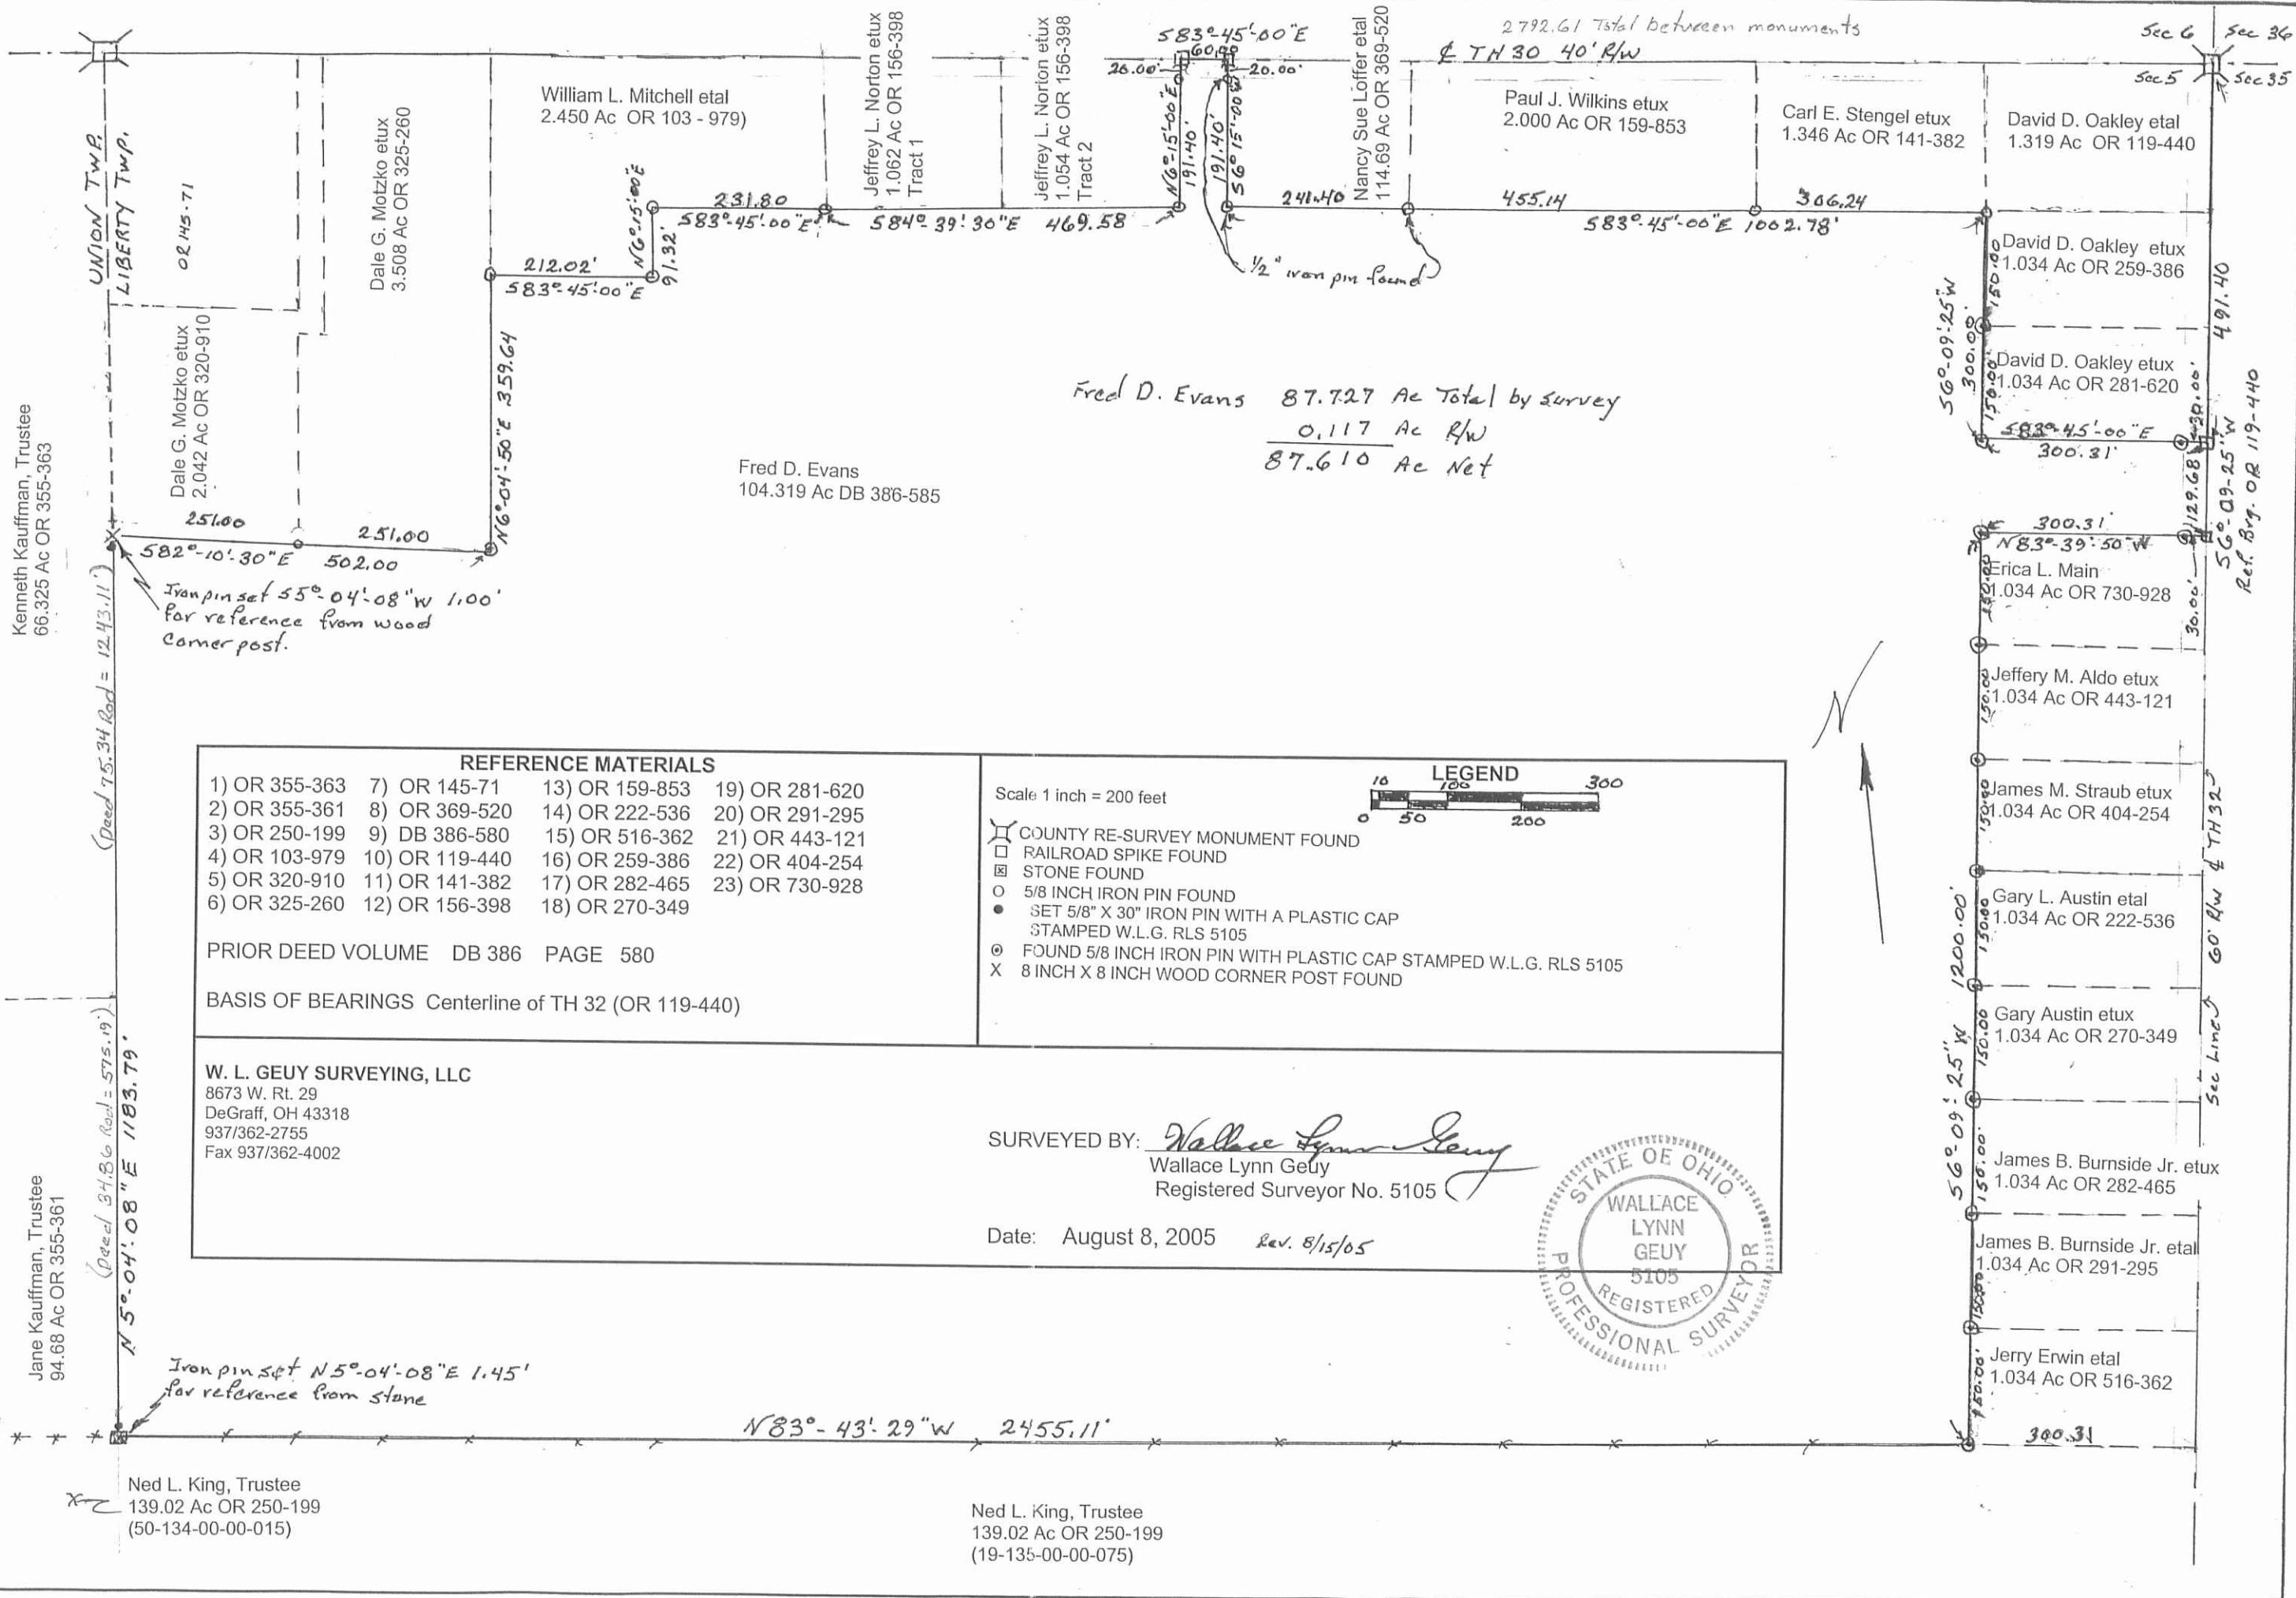 2792.61 Total between monuments
₵ TH 30 40' R/W
Sec 6
Sec 36
Sec 5
Sec 35
UNION TWP.
LIBERTY TWP.
OR 145-71
Dale G. Motzko etux
2.042 Ac OR 320-910
Dale G. Motzko etux
3.508 Ac OR 325-260
William L. Mitchell etal
2.450 Ac OR 103 - 979)
Jeffrey L. Norton etux
1.062 Ac OR 156-398
Tract 1
Jeffrey L. Norton etux
1.054 Ac OR 156-398
Tract 2
S83°-45'-00"E
60.00
20.00'
20.00'
N6°-15'-00"E
191.40'
191.40'
S6°15'-00"W
Nancy Sue Loffer etal
114.69 Ac OR 369-520
Paul J. Wilkins etux
2.000 Ac OR 159-853
Carl E. Stengel etux
1.346 Ac OR 141-382
David D. Oakley etal
1.319 Ac OR 119-440
N6°-15'-00"E
91.32'
231.80
S83°-45'-00"E
S84°-39'-30"E 469.58
241.40
455.14
306.24
S83°-45'-00"E 1002.78'
212.02'
S83°-45'-00"E
1/2" iron pin found
N6°-04'-50"E 359.64
David D. Oakley etux
1.034 Ac OR 259-386
150.00
S6°-09'-25"W
300.00'
David D. Oakley etux
1.034 Ac OR 281-620
150.00'
491.40
S83°-45'-00"E
300.31'
30.00'
129.68
S6°-09-25"W
Ref. Brg. OR 119-440
Fred D. Evans 87.727 Ac Total by survey
0.117 Ac R/W
87.610 Ac Net
Fred D. Evans
104.319 Ac DB 386-585
Kenneth Kauffman, Trustee
66.325 Ac OR 355-363
251.00
251.00
S82°-10'-30"E 502.00
Iron pin set S5°-04'-08"W 1.00'
for reference from wood
corner post.
300.31'
N83°-39'-50"W
30.00'
Erica L. Main
1.034 Ac OR 730-928
150.00
Jeffery M. Aldo etux
1.034 Ac OR 443-121
150.00
James M. Straub etux
1.034 Ac OR 404-254
150.00
Gary L. Austin etal
1.034 Ac OR 222-536
150.00
Gary Austin etux
1.034 Ac OR 270-349
150.00
James B. Burnside Jr. etux
1.034 Ac OR 282-465
150.00'
James B. Burnside Jr. etal
1.034 Ac OR 291-295
150.00
Jerry Erwin etal
1.034 Ac OR 516-362
150.00'
300.31
S6°-09'-25"W 1200.00'
Sec Line 60' R/W ₵ TH32
N
(Deed 75.34 Rod = 1243.11')
REFERENCE MATERIALS
1) OR 355-363 7) OR 145-71 13) OR 159-853 19) OR 281-620
2) OR 355-361 8) OR 369-520 14) OR 222-536 20) OR 291-295
3) OR 250-199 9) DB 386-580 15) OR 516-362 21) OR 443-121
4) OR 103-979 10) OR 119-440 16) OR 259-386 22) OR 404-254
5) OR 320-910 11) OR 141-382 17) OR 282-465 23) OR 730-928
6) OR 325-260 12) OR 156-398 18) OR 270-349
PRIOR DEED VOLUME DB 386 PAGE 580
BASIS OF BEARINGS Centerline of TH 32 (OR 119-440)
LEGEND
Scale 1 inch = 200 feet
10 100 300
0 50 200
COUNTY RE-SURVEY MONUMENT FOUND
RAILROAD SPIKE FOUND
STONE FOUND
5/8 INCH IRON PIN FOUND
SET 5/8" X 30" IRON PIN WITH A PLASTIC CAP
STAMPED W.L.G. RLS 5105
FOUND 5/8 INCH IRON PIN WITH PLASTIC CAP STAMPED W.L.G. RLS 5105
X 8 INCH X 8 INCH WOOD CORNER POST FOUND
W. L. GEUY SURVEYING, LLC
8673 W. Rt. 29
DeGraff, OH 43318
937/362-2755
Fax 937/362-4002
SURVEYED BY: Wallace Lynn Geuy
Wallace Lynn Geuy
Registered Surveyor No. 5105
Date: August 8, 2005 Rev. 8/15/05
STATE OF OHIO
WALLACE
LYNN
GEUY
5105
REGISTERED
PROFESSIONAL SURVEYOR
(Deed 34.86 Rod = 575.19')
N 5°-04'-08"E 1183.79'
Jane Kauffman, Trustee
94.68 Ac OR 355-361
Iron pin set N 5°-04'-08"E 1.45'
for reference from stone
N83°-43'-29"W 2455.11'
Ned L. King, Trustee
139.02 Ac OR 250-199
(50-134-00-00-015)
Ned L. King, Trustee
139.02 Ac OR 250-199
(19-135-00-00-075)